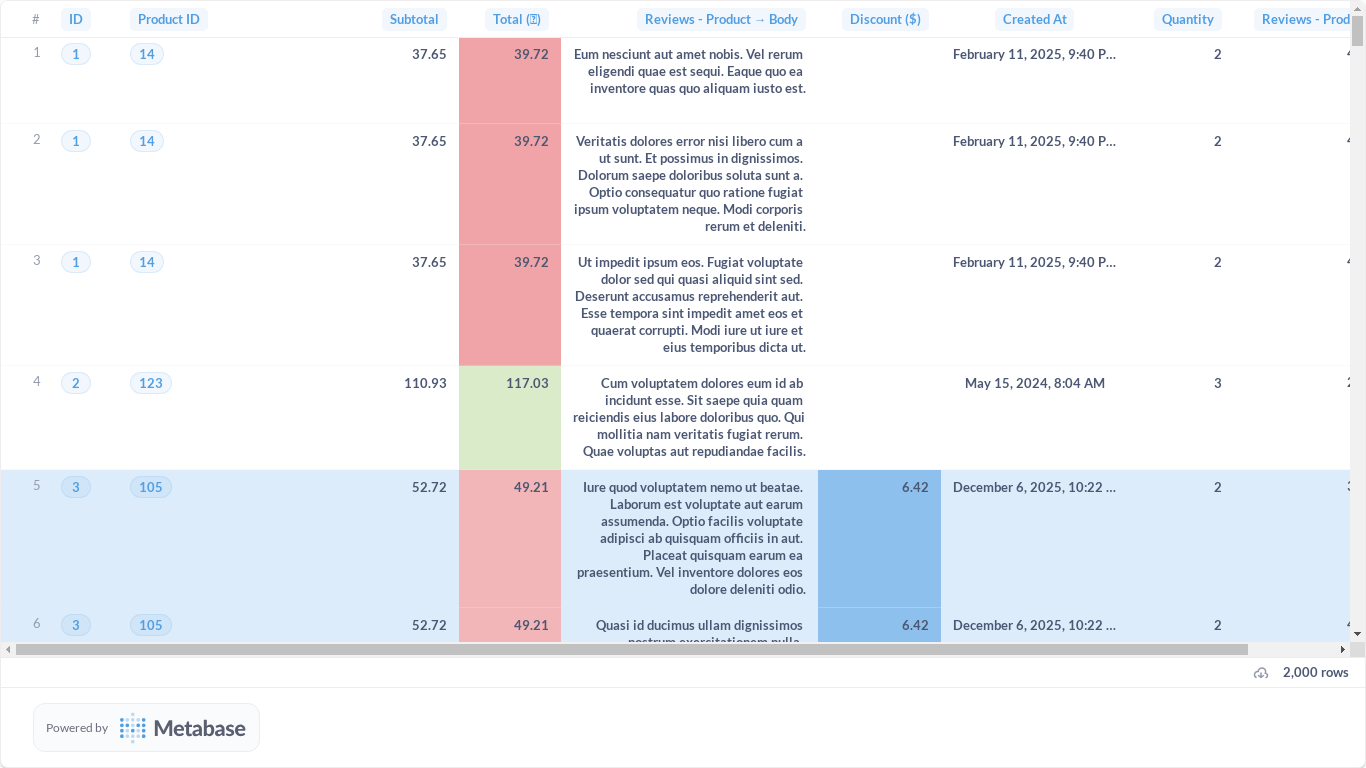 # ID Product ID Subtotal Total () Reviews - Product → Body Discount ($) Created At Quantity Reviews - Prod
1 1 14 37.65 39.72 Eum nesciunt aut amet nobis. Vel rerum February 11, 2025, 9:40 P... 2
eligendi quae est sequi. Eaque quo ea
inventore quas quo aliquam iusto est.
2 1 14 37.65 39.72 Veritatis dolores error nisi libero cum a February 11, 2025, 9:40 P... 2
ut sunt. Et possimus in dignissimos.
Dolorum saepe doloribus soluta sunt a.
Optio consequatur quo ratione fugiat
ipsum voluptatem neque. Modi corporis
rerum et deleniti.
3 1 14 37.65 39.72 Ut impedit ipsum eos. Fugiat voluptate February 11, 2025, 9:40 P... 2
dolor sed qui quasi aliquid sint sed.
Deserunt accusamus reprehenderit aut.
Esse tempora sint impedit amet eos et
quaerat corrupti. Modi iure ut iure et
eius temporibus dicta ut.
4 2 123 110.93 117.03 Cum voluptatem dolores eum id ab May 15, 2024, 8:04 AM 3
incidunt esse. Sit saepe quia quam
reiciendis eius labore doloribus quo. Qui
mollitia nam veritatis fugiat rerum.
Quae voluptas aut repudiandae facilis.
5 3 105 52.72 49.21 Iure quod voluptatem nemo ut beatae. 6.42 December 6, 2025, 10:22 ... 2
Laborum est voluptate aut earum
assumenda. Optio facilis voluptate
adipisci ab quisquam officiis in aut.
Placeat quisquam earum ea
praesentium. Vel inventore dolores eos
dolore deleniti odio.
6 3 105 52.72 49.21 Quasi id ducimus ullam dignissimos 6.42 December 6, 2025, 10:22 ... 2
2,000 rows
Powered by Metabase